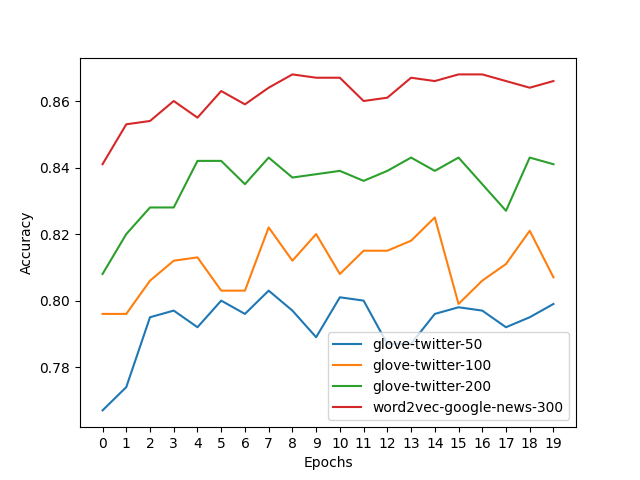 0.86
0.84
0.82
0.80
0.78
Accuracy
glove-twitter-50
glove-twitter-100
glove-twitter-200
word2vec-google-news-300
0 1 2 3 4 5 6 7 8 9 10 11 12 13 14 15 16 17 18 19
Epochs